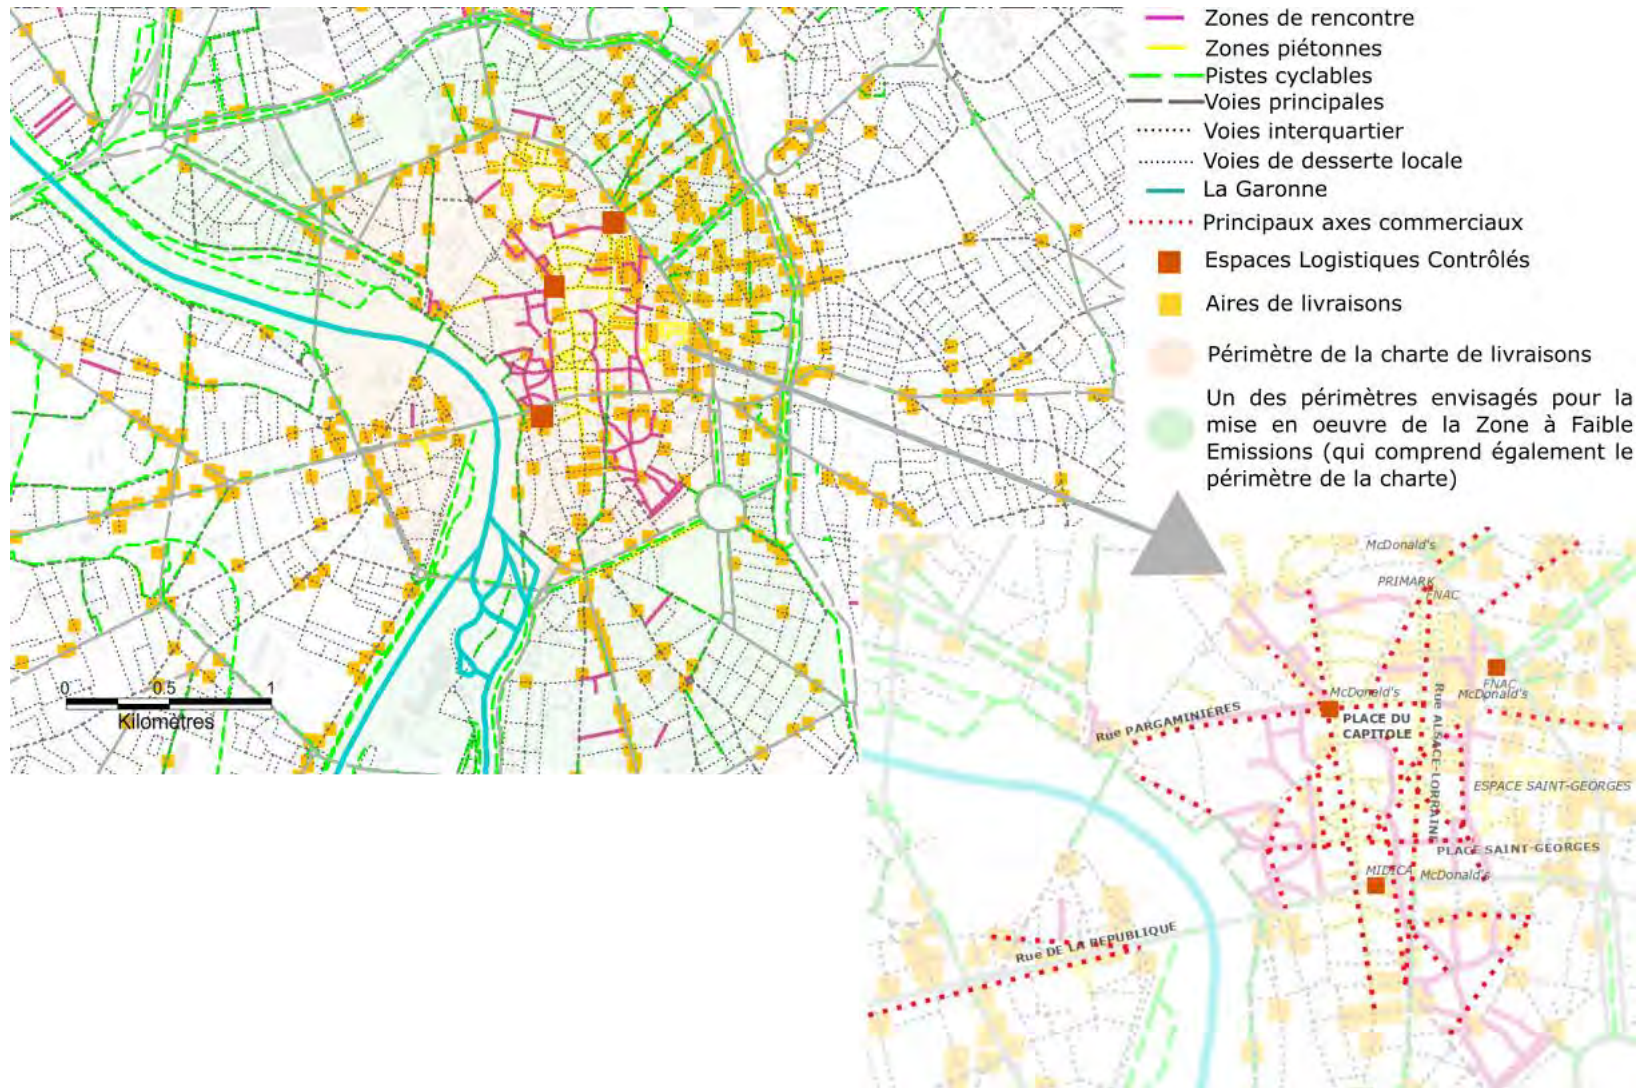 Zones de rencontre
Zones piétonnes
Pistes cyclables
Voies principales
Voies interquartier
Voies de desserte locale
La Garonne
Principaux axes commerciaux
Espaces Logistiques Contrôlés
Aires de livraisons
Périmètre de la charte de livraisons
Un des périmètres envisagés pour la
mise en oeuvre de la Zone à Faible
Emissions (qui comprend également le
périmètre de la charte)
0 0.5 1
Kilomètres
McDonald's
PRIMARK
FNAC
FNAC
McDonald's
McDonald's
Rue PARGAMINIÉRES
PLACE DU
CAPITOLE
Rue ALSACE-LORRAINE
ESPACE SAINT-GEORGES
PLACE SAINT-GEORGES
MIDICA
McDonald's
Rue DE LA REPUBLIQUE